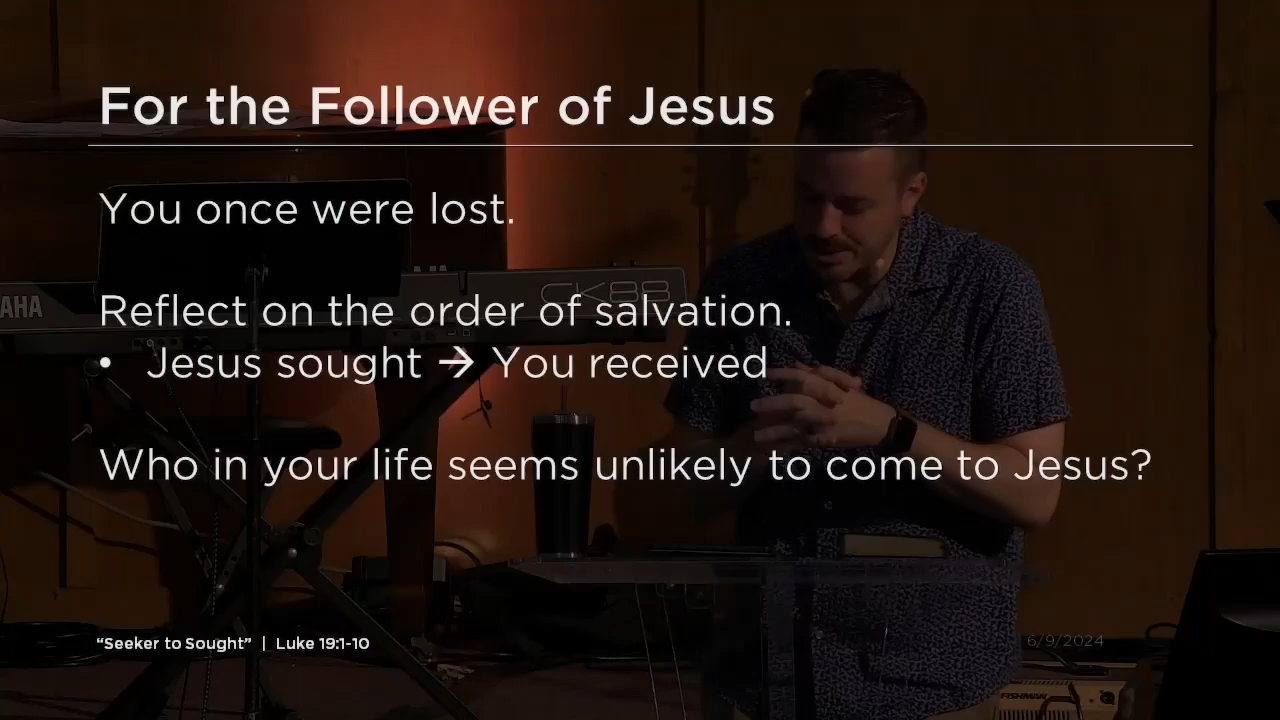 For the Follower of Jesus
You once were lost.
YAHA
CK88
Reflect on the order of salvation.
• Jesus sought → You received
Who in your life seems unlikely to come to Jesus?
“Seeker to Sought” | Luke 19:1-10
6/9/2024
FISHMAN